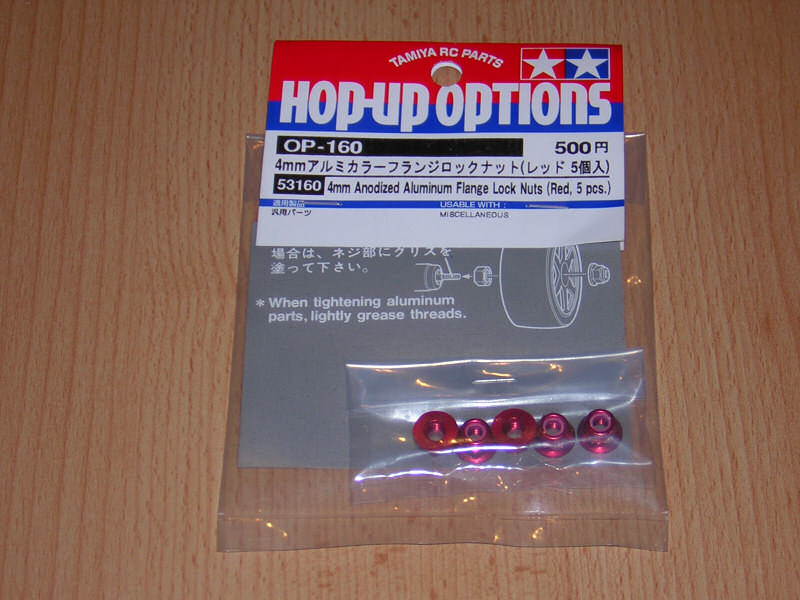 TAMIYA RC PARTS
HOP-UP OPTIONS
OP-160 500円
4mmアルミカラーフランジロックナット(レッド 5個入)
53160 4mm Anodized Aluminum Flange Lock Nuts (Red, 5 pcs.)
適用製品 USABLE WITH :
汎用パーツ MISCELLANEOUS
場合は、ネジ部にグリスを
塗って下さい。
* When tightening aluminum
parts, lightly grease threads.